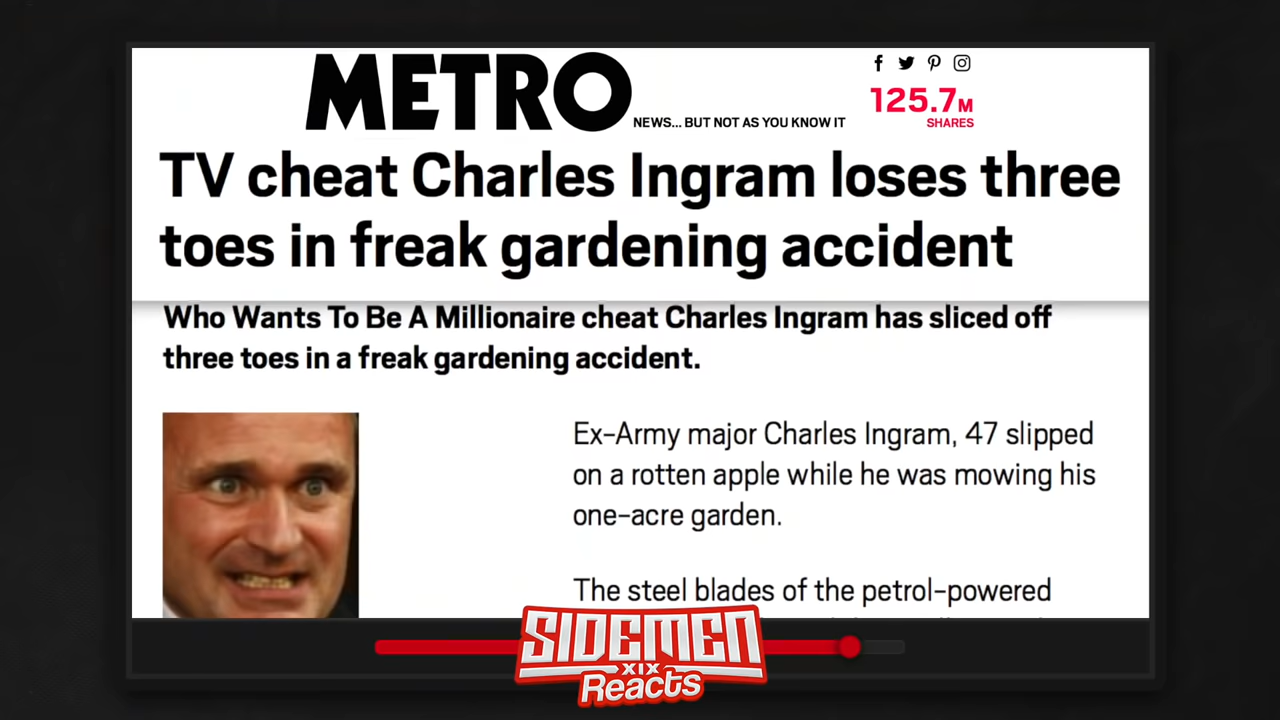 METRO
NEWS... BUT NOT AS YOU KNOW IT
125.7M
SHARES
TV cheat Charles Ingram loses three
toes in freak gardening accident
Who Wants To Be A Millionaire cheat Charles Ingram has sliced off
three toes in a freak gardening accident.
Ex-Army major Charles Ingram, 47 slipped
on a rotten apple while he was mowing his
one-acre garden.
The steel blades of the petrol-powered
SIDEMEN
XIX
Reacts